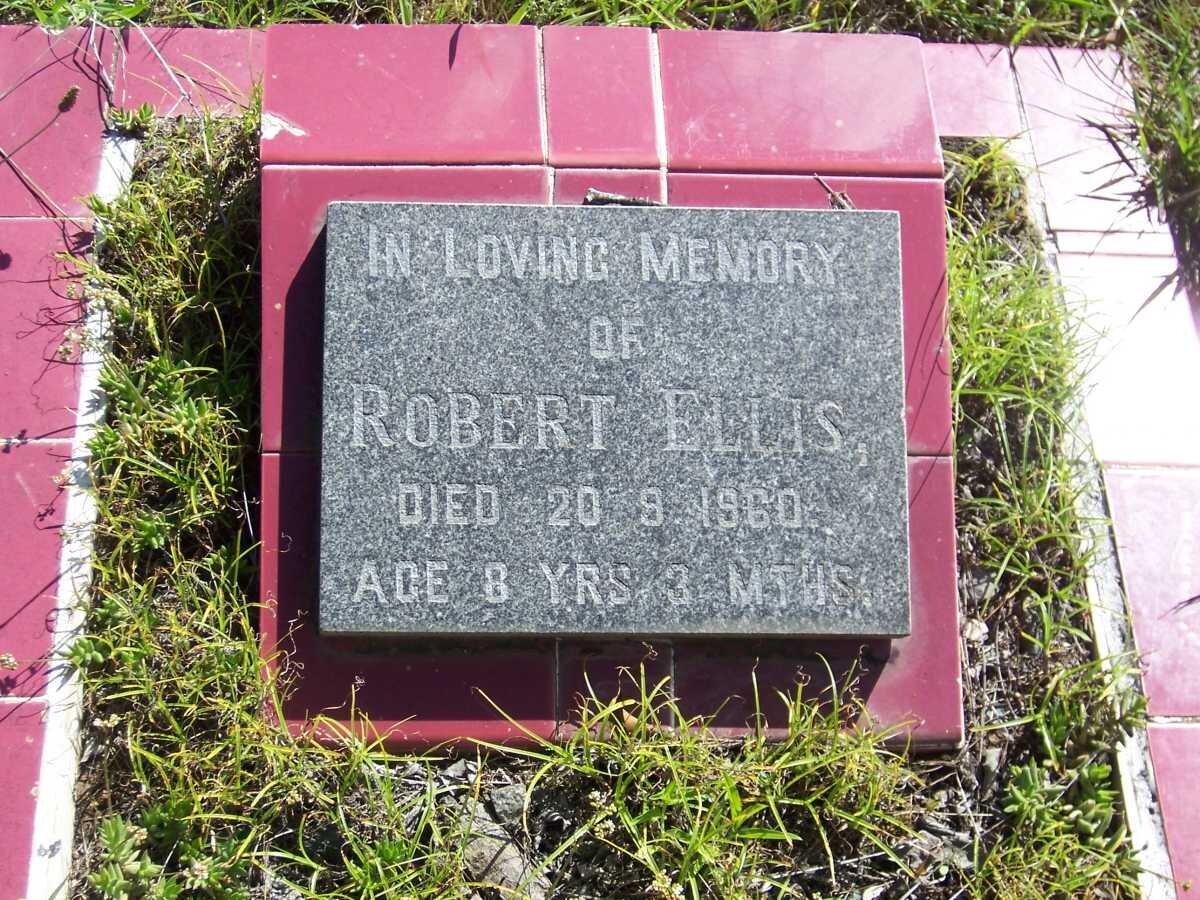 IN LOVING MEMORY
OF
ROBERT ELLIS,
DIED 20 9 1960.
AGE 8 YRS 3 MTHS.